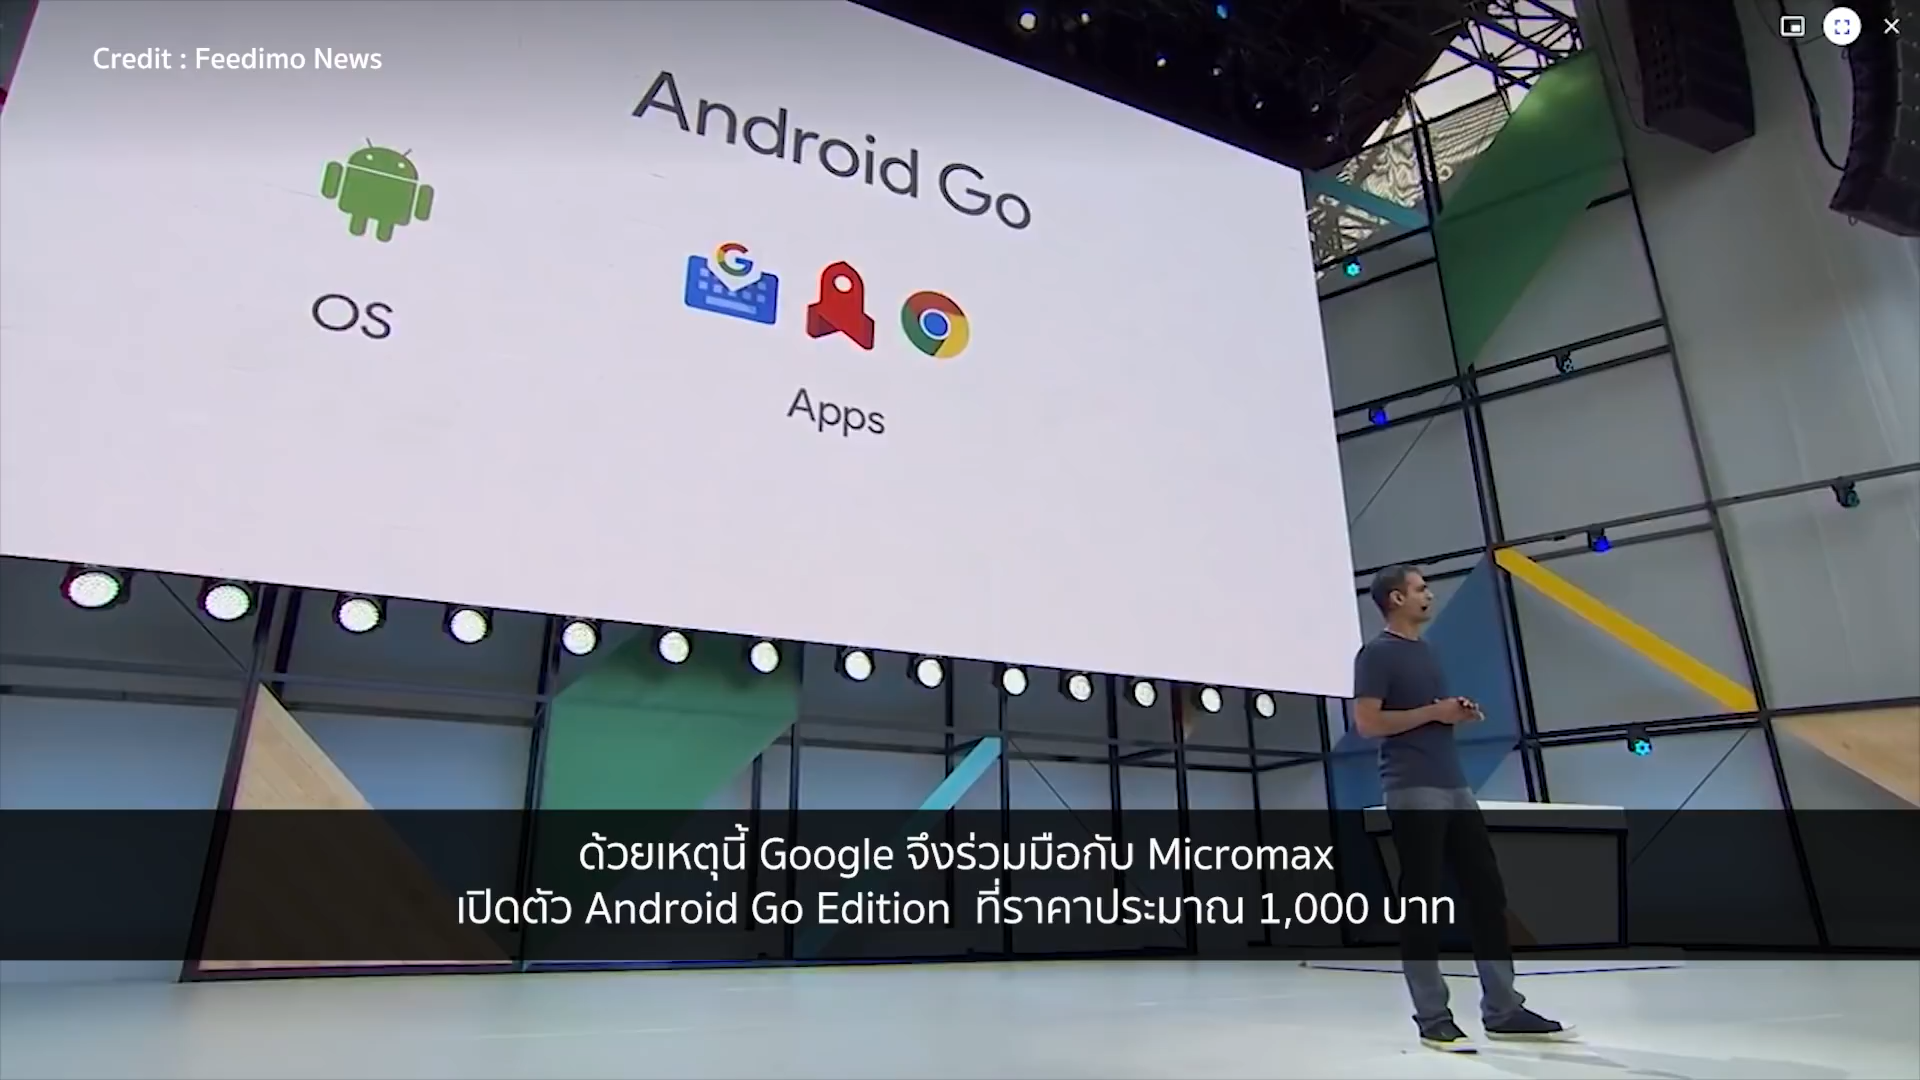 Credit : Feedimo News
Android Go
OS
Apps
ด้วยเหตุนี้ Google จึงร่วมมือกับ Micromax
เปิดตัว Android Go Edition ที่ราคาประมาณ 1,000 บาท